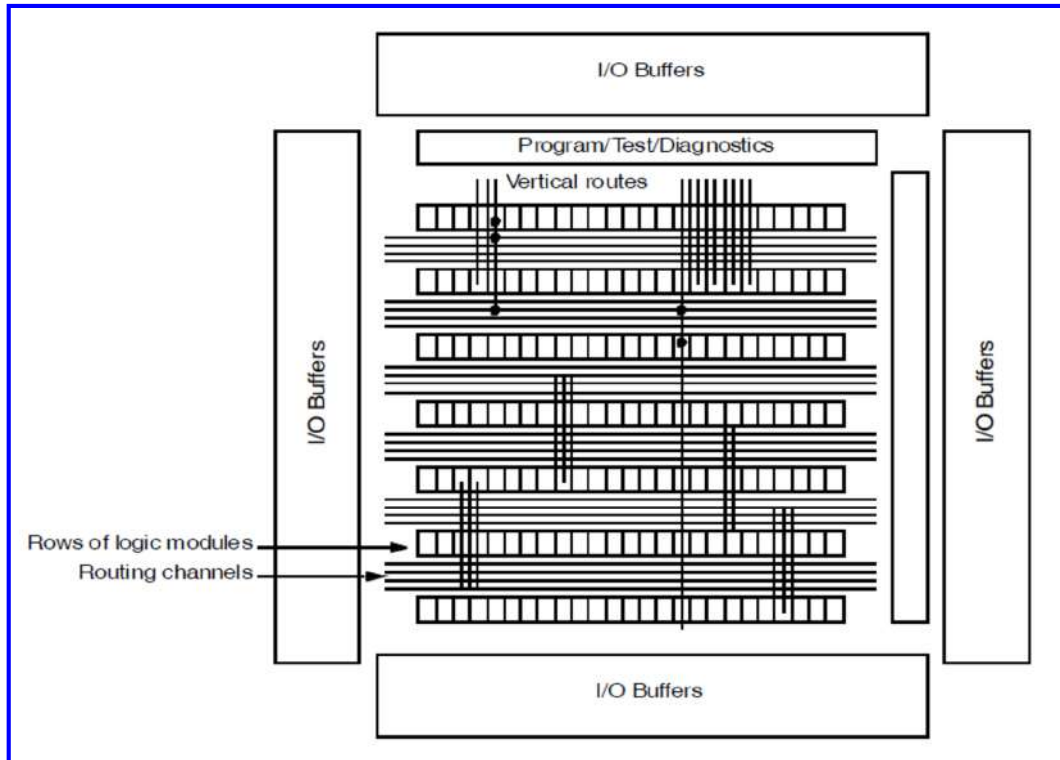 I/O Buffers
Program/Test/Diagnostics
Vertical routes
I/O Buffers
I/O Buffers
Rows of logic modules
Routing channels
I/O Buffers